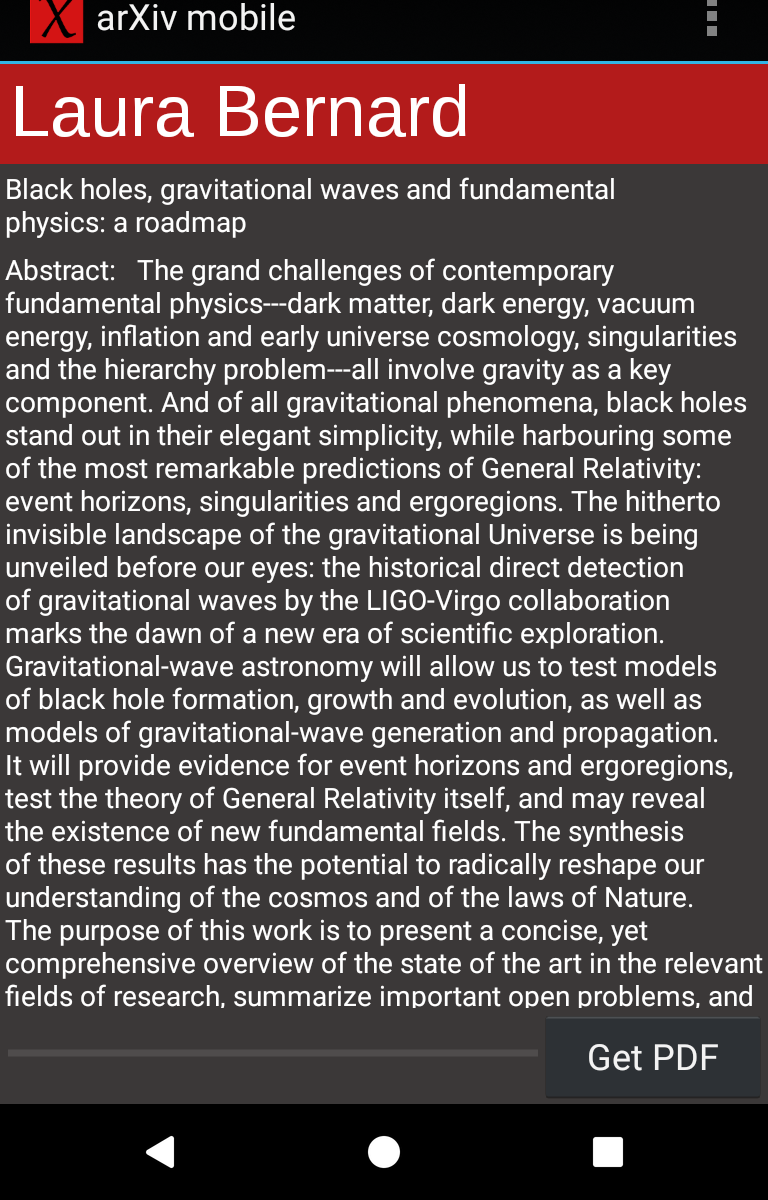 X arXiv mobile
Laura Bernard
Black holes, gravitational waves and fundamental
physics: a roadmap
Abstract:   The grand challenges of contemporary
fundamental physics---dark matter, dark energy, vacuum
energy, inflation and early universe cosmology, singularities
and the hierarchy problem---all involve gravity as a key
component. And of all gravitational phenomena, black holes
stand out in their elegant simplicity, while harbouring some
of the most remarkable predictions of General Relativity:
event horizons, singularities and ergoregions. The hitherto
invisible landscape of the gravitational Universe is being
unveiled before our eyes: the historical direct detection
of gravitational waves by the LIGO-Virgo collaboration
marks the dawn of a new era of scientific exploration.
Gravitational-wave astronomy will allow us to test models
of black hole formation, growth and evolution, as well as
models of gravitational-wave generation and propagation.
It will provide evidence for event horizons and ergoregions,
test the theory of General Relativity itself, and may reveal
the existence of new fundamental fields. The synthesis
of these results has the potential to radically reshape our
understanding of the cosmos and of the laws of Nature.
The purpose of this work is to present a concise, yet
comprehensive overview of the state of the art in the relevant
fields of research, summarize important open problems, and
Get PDF